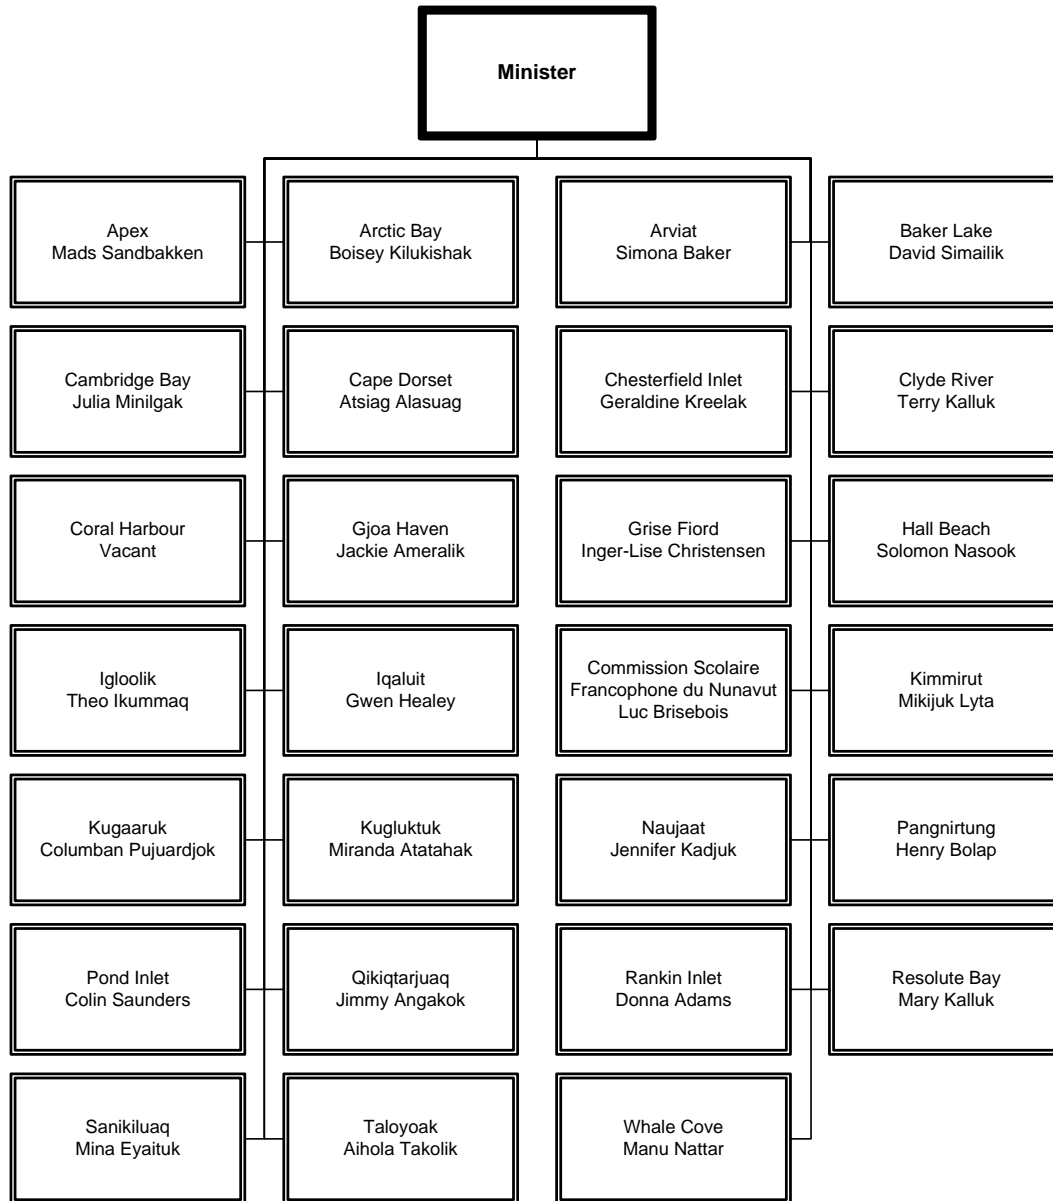 Minister
Apex
Mads Sandbakken
Arctic Bay
Boisey Kilukishak
Arviat
Simona Baker
Baker Lake
David Simailik
Cambridge Bay
Julia Minilgak
Cape Dorset
Atsiag Alasuag
Chesterfield Inlet
Geraldine Kreelak
Clyde River
Terry Kalluk
Coral Harbour
Vacant
Gjoa Haven
Jackie Ameralik
Grise Fiord
Inger-Lise Christensen
Hall Beach
Solomon Nasook
Igloolik
Theo Ikummaq
Iqaluit
Gwen Healey
Commission Scolaire
Francophone du Nunavut
Luc Brisebois
Kimmirut
Mikijuk Lyta
Kugaaruk
Columban Pujuardjok
Kugluktuk
Miranda Atatahak
Naujaat
Jennifer Kadjuk
Pangnirtung
Henry Bolap
Pond Inlet
Colin Saunders
Qikiqtarjuaq
Jimmy Angakok
Rankin Inlet
Donna Adams
Resolute Bay
Mary Kalluk
Sanikiluaq
Mina Eyaituk
Taloyoak
Aihola Takolik
Whale Cove
Manu Nattar